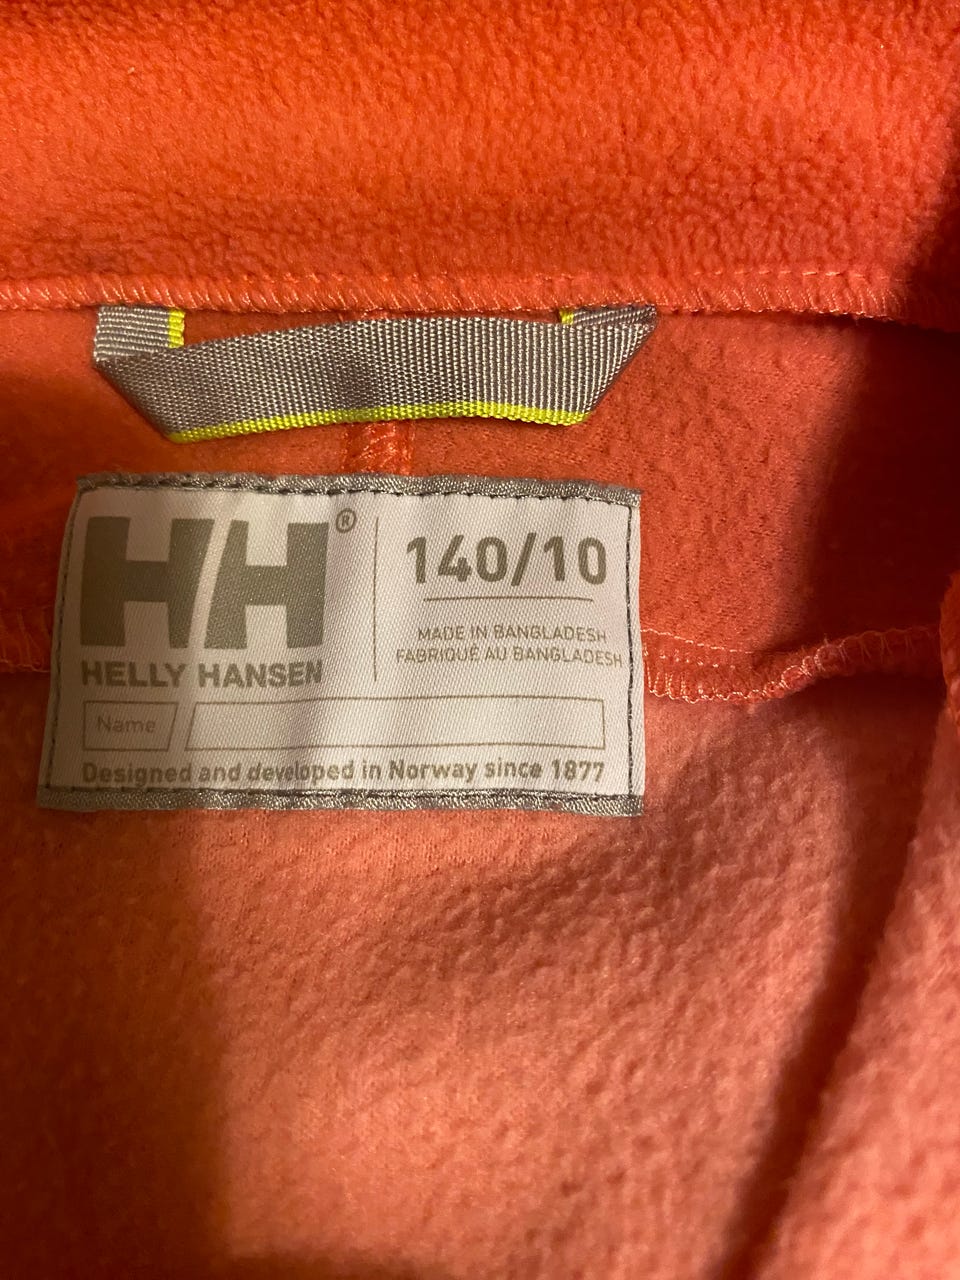 HH®
HELLY HANSEN
140/10
MADE IN BANGLADESH
FABRIQUÉ AU BANGLADESH
Name
Designed and developed in Norway since 1877